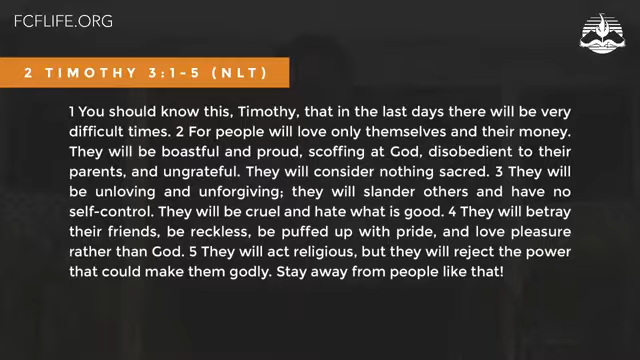 FCFLIFE.ORG
2 TIMOTHY 3:1-5 (NLT)
1 You should know this, Timothy, that in the last days there will be very
difficult times. 2 For people will love only themselves and their money.
They will be boastful and proud, scoffing at God, disobedient to their
parents, and ungrateful. They will consider nothing sacred. 3 They will
be unloving and unforgiving; they will slander others and have no
self-control. They will be cruel and hate what is good. 4 They will betray
their friends, be reckless, be puffed up with pride, and love pleasure
rather than God. 5 They will act religious, but they will reject the power
that could make them godly. Stay away from people like that!